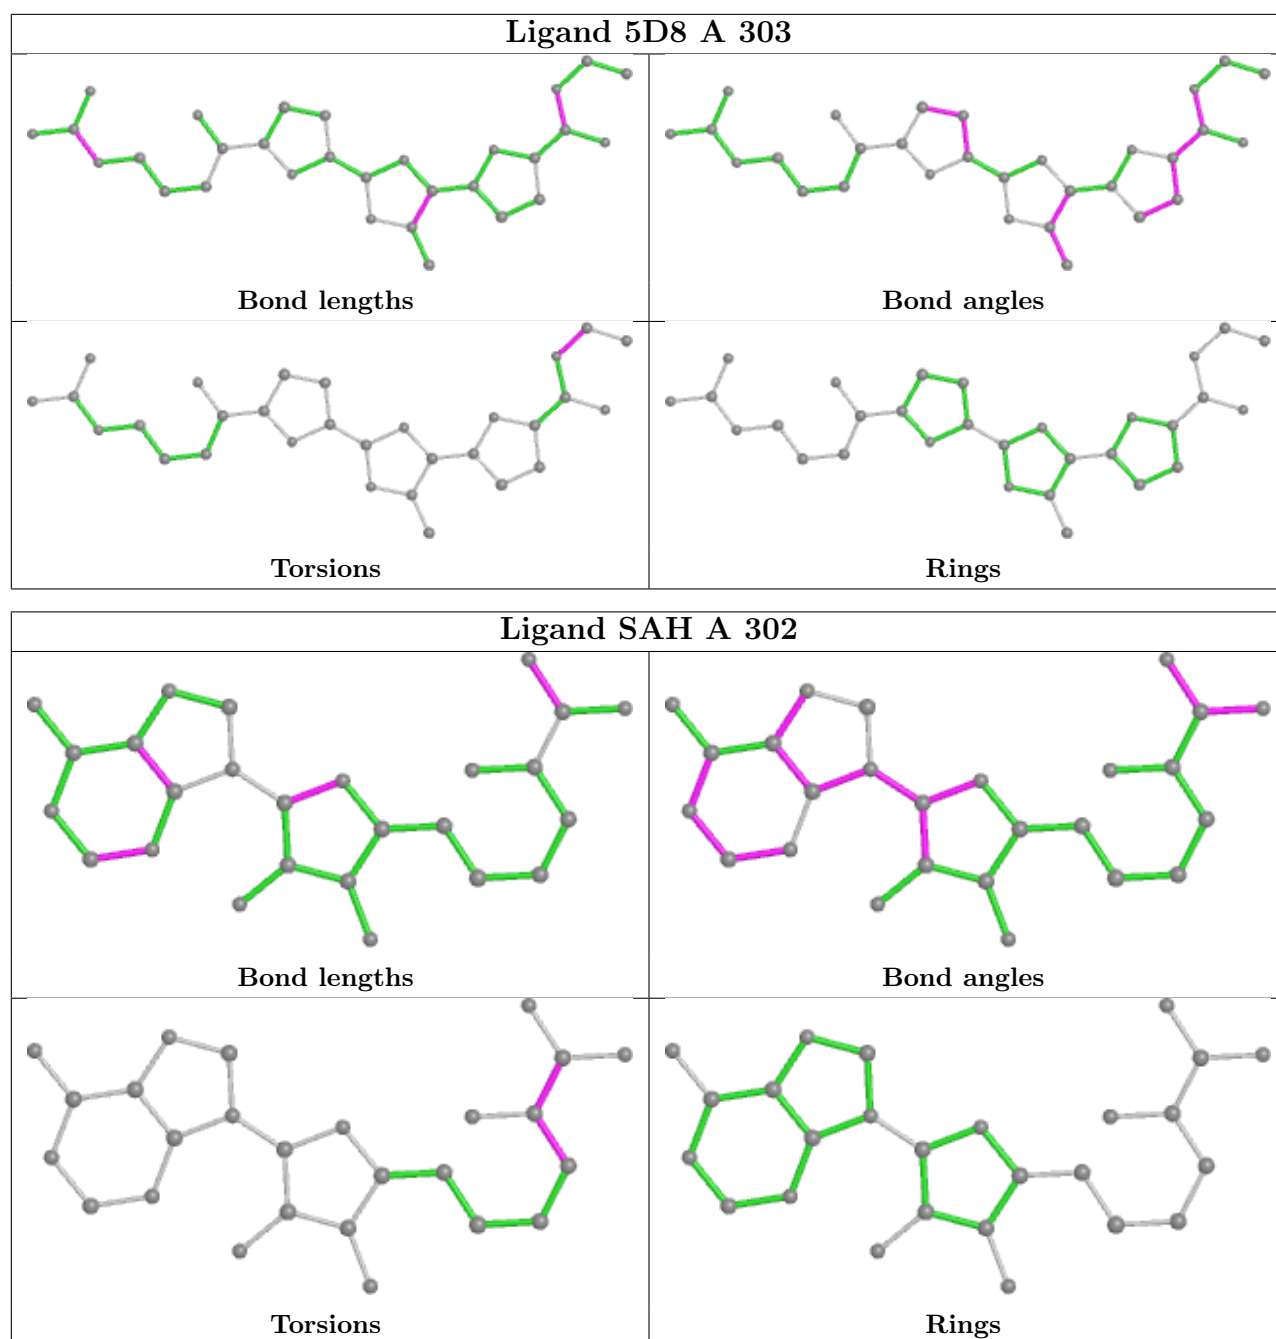 Ligand 5D8 A 303
Bond lengths
Bond angles
Torsions
Rings
Ligand SAH A 302
Bond lengths
Bond angles
Torsions
Rings